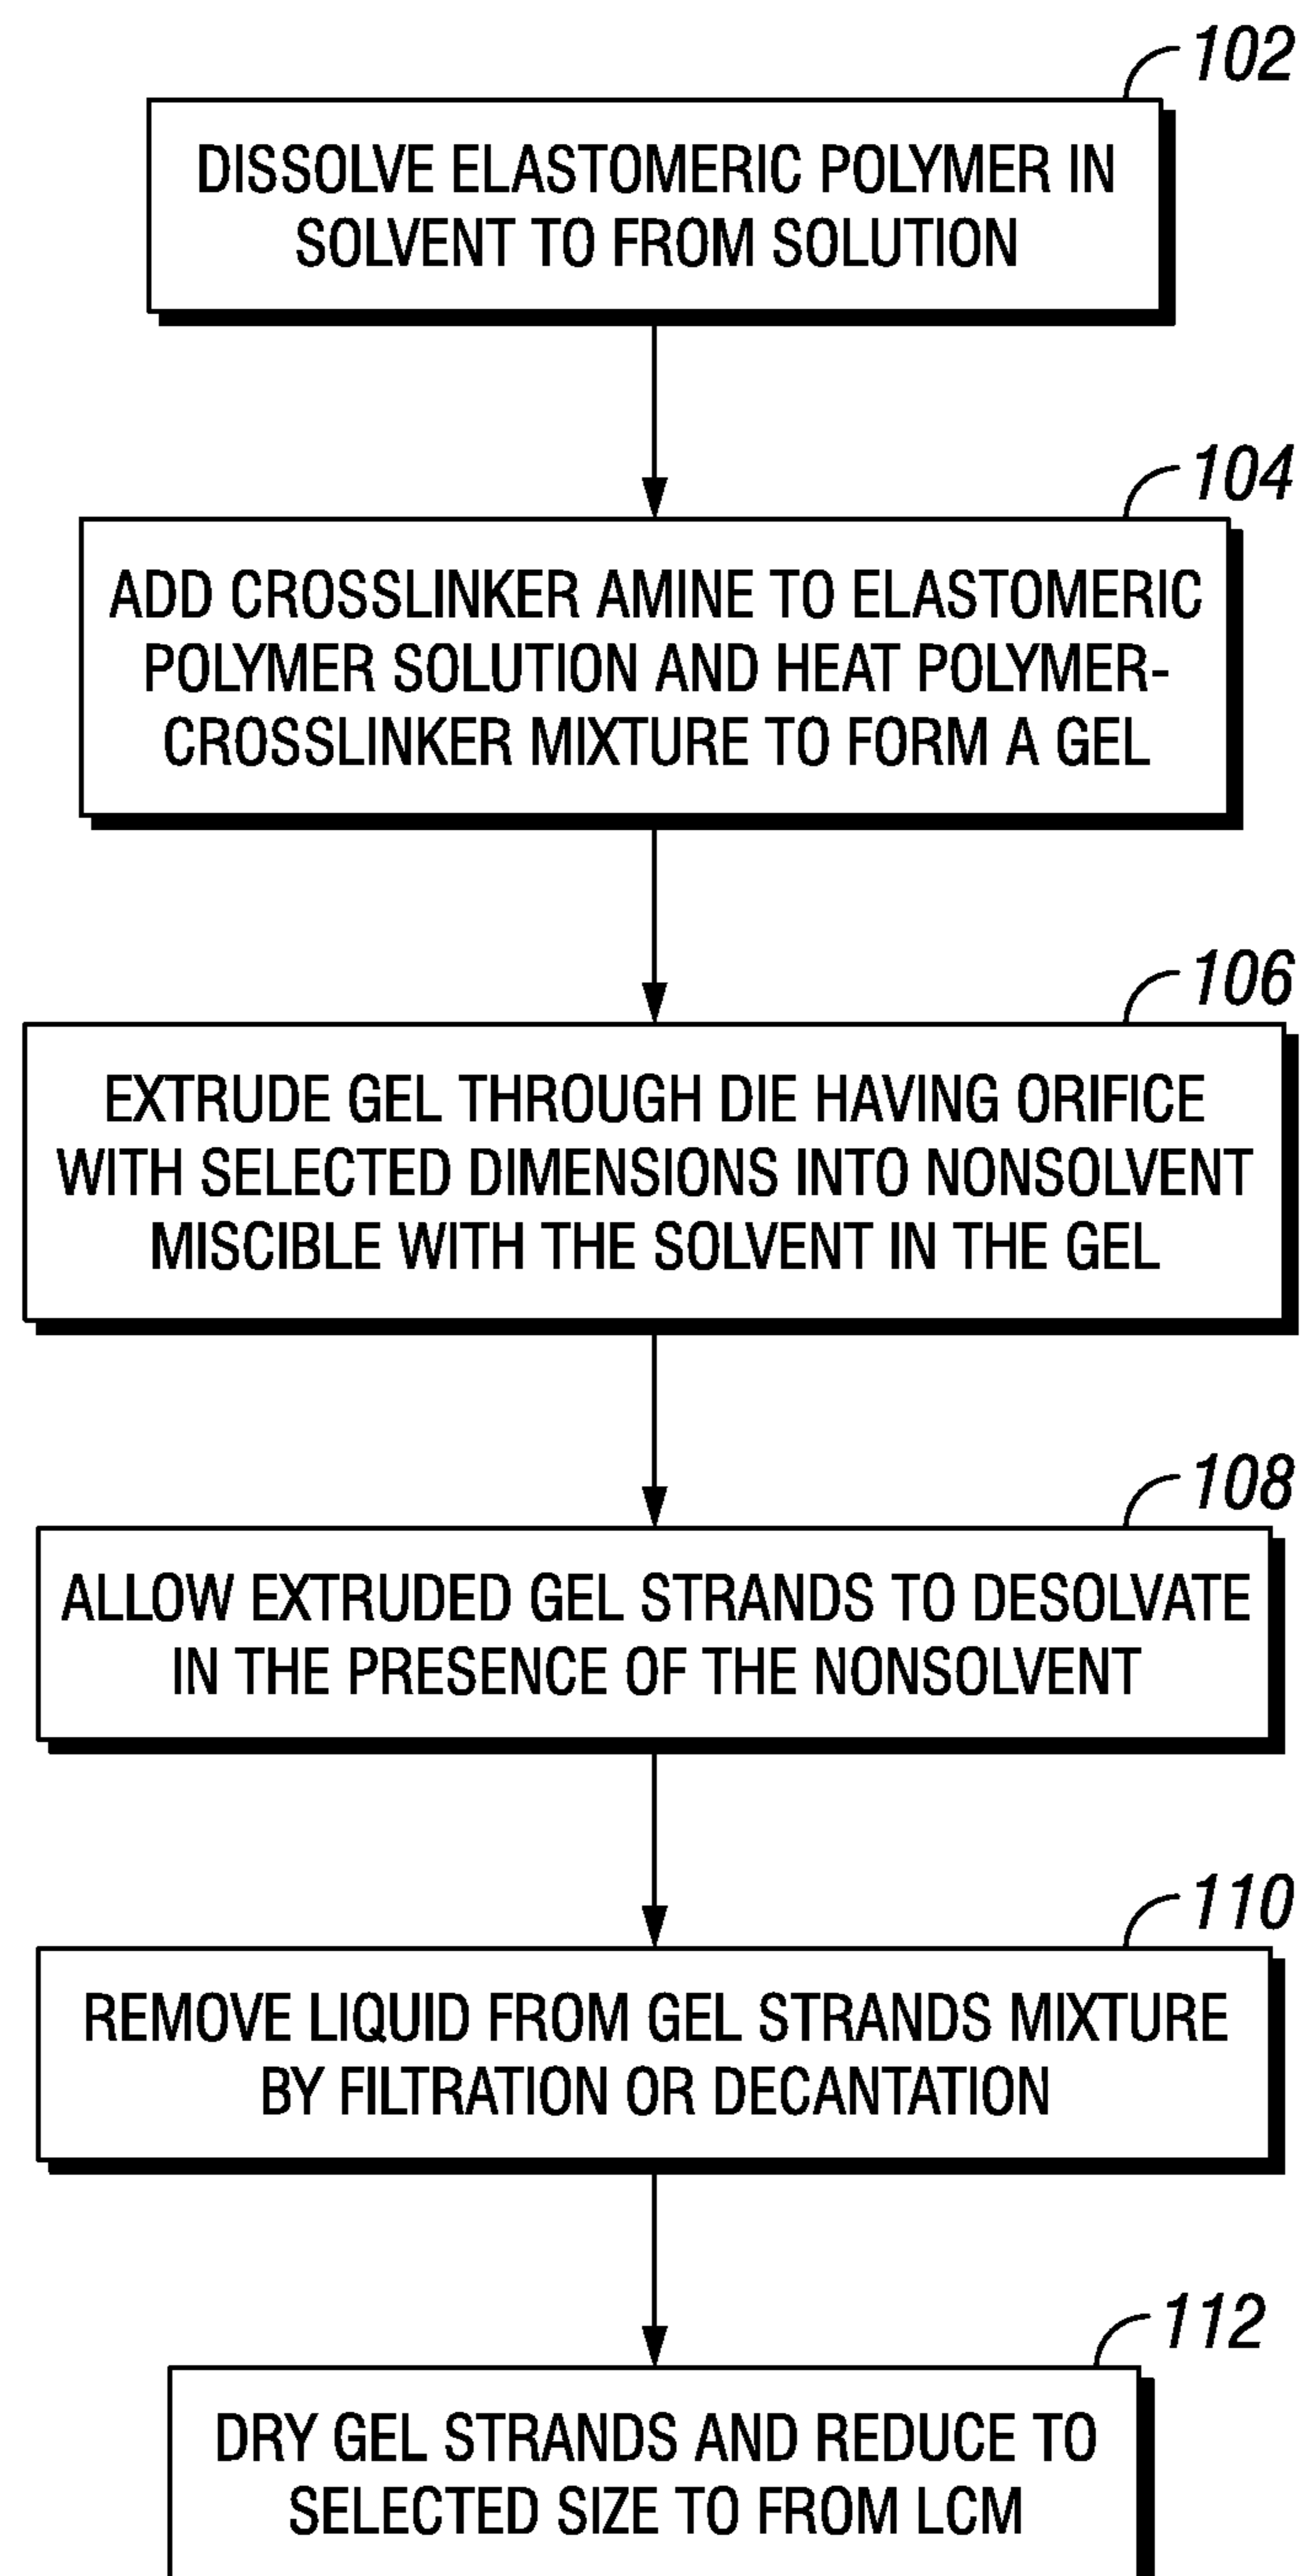 102
DISSOLVE ELASTOMERIC POLYMER IN
SOLVENT TO FROM SOLUTION
104
ADD CROSSLINKER AMINE TO ELASTOMERIC
POLYMER SOLUTION AND HEAT POLYMER-
CROSSLINKER MIXTURE TO FORM A GEL
106
EXTRUDE GEL THROUGH DIE HAVING ORIFICE
WITH SELECTED DIMENSIONS INTO NONSOLVENT
MISCIBLE WITH THE SOLVENT IN THE GEL
108
ALLOW EXTRUDED GEL STRANDS TO DESOLVATE
IN THE PRESENCE OF THE NONSOLVENT
110
REMOVE LIQUID FROM GEL STRANDS MIXTURE
BY FILTRATION OR DECANTATION
112
DRY GEL STRANDS AND REDUCE TO
SELECTED SIZE TO FROM LCM